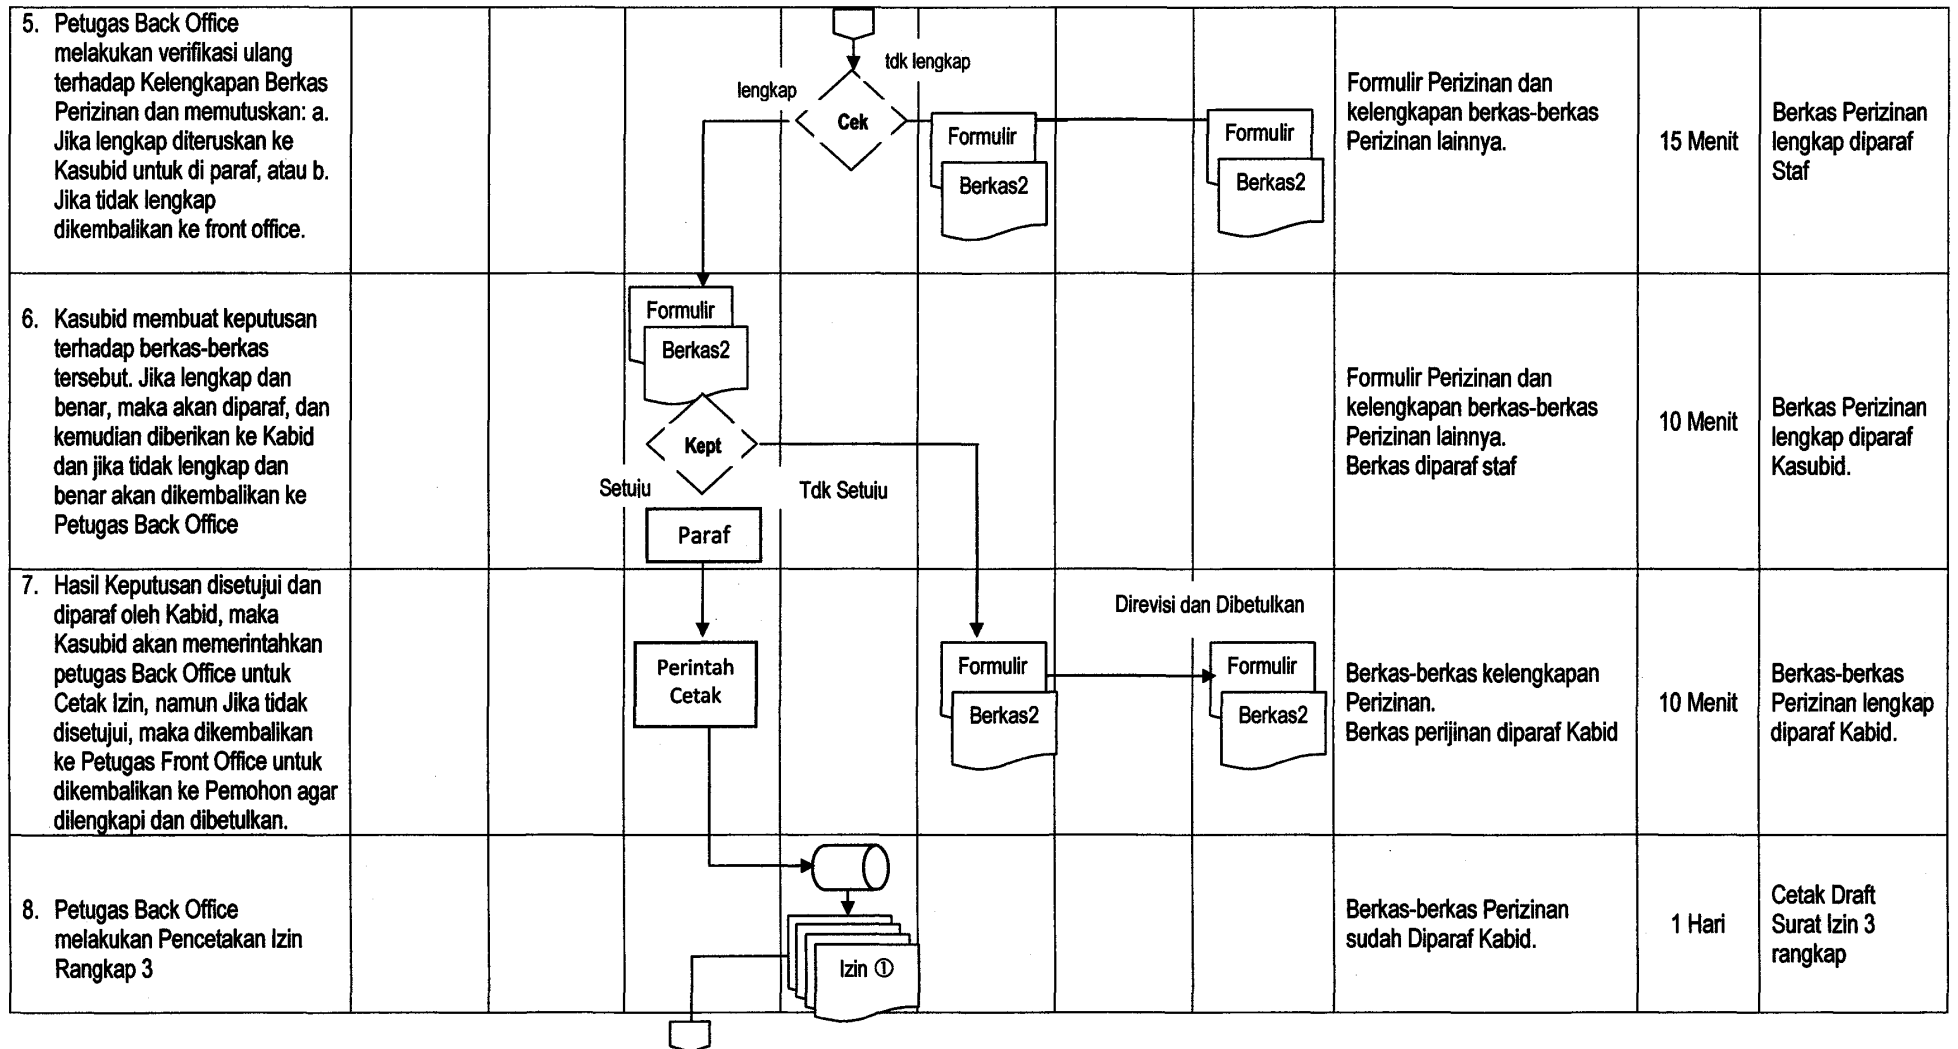 5. Petugas Back Office
melakukan verifikasi ulang
terhadap Kelengkapan Berkas
Perizinan dan memutuskan: a.
Jika lengkap diteruskan ke
Kasubid untuk di paraf, atau b.
Jika tidak lengkap
dikembalikan ke front office.
tdk lengkap
lengkap
Cek
Formulir
Berkas2
Formulir
Berkas2
Formulir Perizinan dan
kelengkapan berkas-berkas
Perizinan lainnya.
15 Menit
Berkas Perizinan
lengkap diparaf
Staf
6. Kasubid membuat keputusan
terhadap berkas-berkas
tersebut. Jika lengkap dan
benar, maka akan diparaf, dan
kemudian diberikan ke Kabid
dan jika tidak lengkap dan
benar akan dikembalikan ke
Petugas Back Office
Formulir
Berkas2
Kept
Setuju
Tdk Setuju
Paraf
Formulir Perizinan dan
kelengkapan berkas-berkas
Perizinan lainnya.
Berkas diparaf staf
10 Menit
Berkas Perizinan
lengkap diparaf
Kasubid.
7. Hasil Keputusan disetujui dan
diparaf oleh Kabid, maka
Kasubid akan memerintahkan
petugas Back Office untuk
Cetak Izin, namun Jika tidak
disetujui, maka dikembalikan
ke Petugas Front Office untuk
dikembalikan ke Pemohon agar
dilengkapi dan dibetulkan.
Perintah
Cetak
Direvisi dan Dibetulkan
Formulir
Berkas2
Formulir
Berkas2
Berkas-berkas kelengkapan
Perizinan.
Berkas perijinan diparaf Kabid
10 Menit
Berkas-berkas
Perizinan lengkap
diparaf Kabid.
8. Petugas Back Office
melakukan Pencetakan Izin
Rangkap 3
Izin ①
Berkas-berkas Perizinan
sudah Diparaf Kabid.
1 Hari
Cetak Draft
Surat Izin 3
rangkap